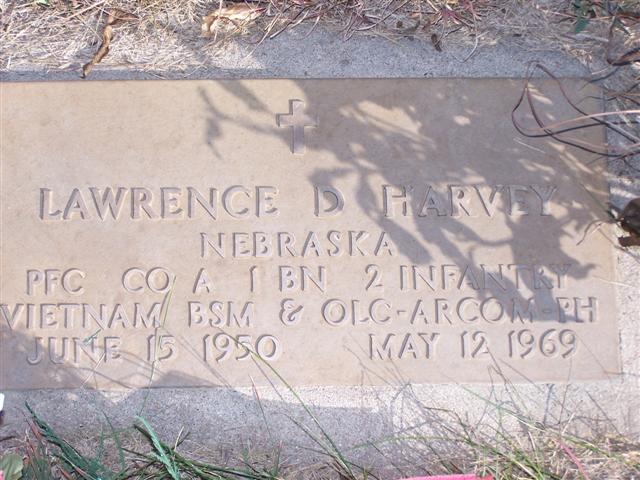 LAWRENCE D HARVEY
NEBRASKA
PFC CO A 1 BN 2 INFANTRY
VIETNAM BSM & OLC-ARCOM-PH
JUNE 15 1950 MAY 12 1969